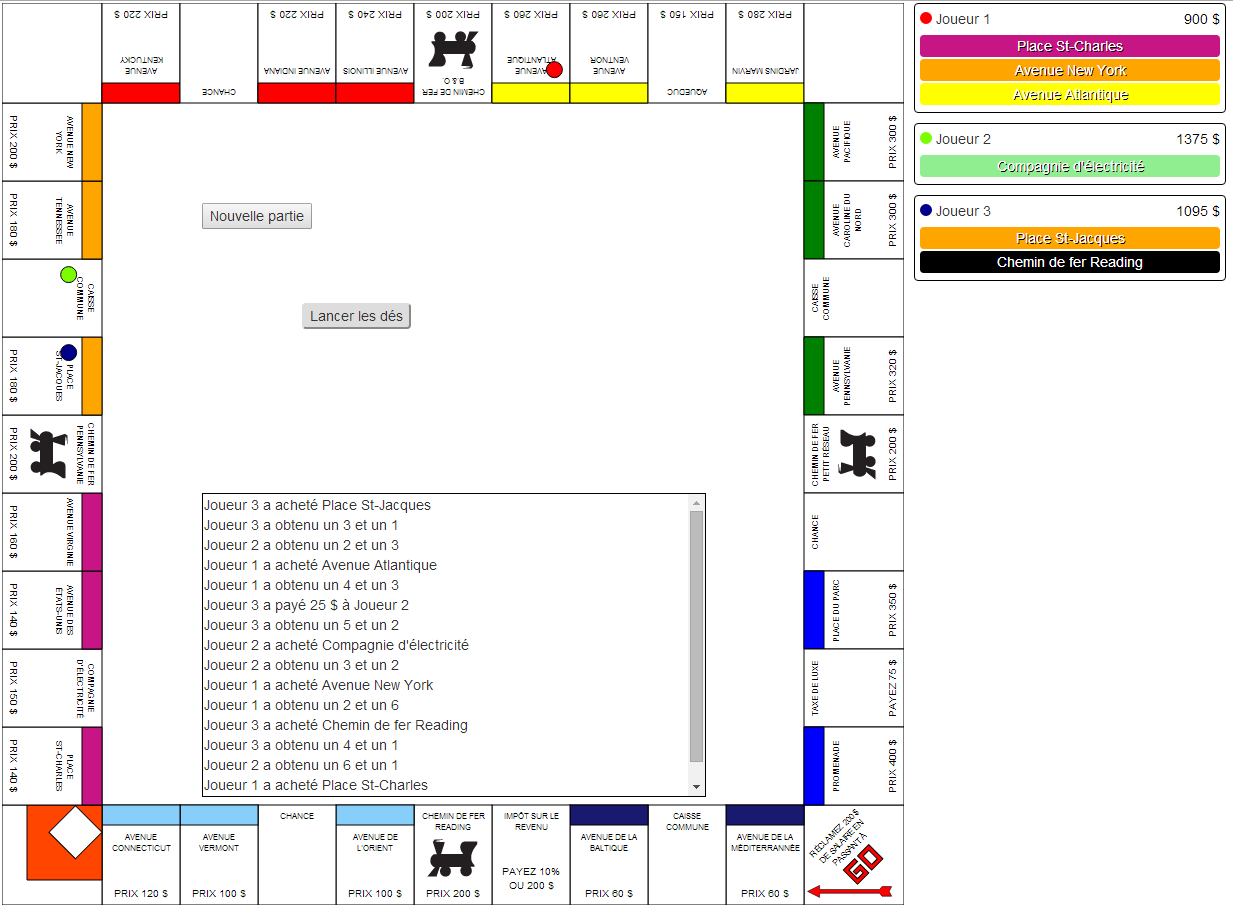 PRIX 220 $
AVENUE
KENTUCKY
CHANCE
PRIX 220 $
AVENUE INDIANA
PRIX 240 $
AVENUE ILLINOIS
PRIX 200 $
CHEMIN DE FER
B & O.
PRIX 260 $
AVENUE
ATLANTIQUE
PRIX 260 $
AVENUE
VENTNOR
PRIX 150 $
AQUEDUC
PRIX 280 $
JARDINS MARVIN
AVENUE NEW
YORK
PRIX 200 $
AVENUE
TENNESSEE
PRIX 180 $
CAISSE
COMMUNE
PLACE
ST-JACQUES
PRIX 180 $
CHEMIN DE FER
PENNSYLVANIE
PRIX 200 $
AVENUE VIRGINIE
PRIX 160 $
AVENUE DES
ETATS-UNIS
PRIX 140 $
COMPAGNIE
D'ÉLECTRICITÉ
PRIX 150 $
PLACE
ST-CHARLES
PRIX 140 $
Nouvelle partie
Lancer les dés
Joueur 3 a acheté Place St-Jacques
Joueur 3 a obtenu un 3 et un 1
Joueur 2 a obtenu un 2 et un 3
Joueur 1 a acheté Avenue Atlantique
Joueur 1 a obtenu un 4 et un 3
Joueur 3 a payé 25 $ à Joueur 2
Joueur 3 a obtenu un 5 et un 2
Joueur 2 a acheté Compagnie d'électricité
Joueur 2 a obtenu un 3 et un 2
Joueur 1 a acheté Avenue New York
Joueur 1 a obtenu un 2 et un 6
Joueur 3 a acheté Chemin de fer Reading
Joueur 3 a obtenu un 4 et un 1
Joueur 2 a obtenu un 6 et un 1
Joueur 1 a acheté Place St-Charles
AVENUE
PACIFIQUE
PRIX 300 $
AVENUE
CAROLINE DU
NORD
PRIX 300 $
CAISSE
COMMUNE
AVENUE
PENNSYLVANIE
PRIX 320 $
CHEMIN DE FER
PETIT RÉSEAU
PRIX 200 $
CHANCE
PLACE DU PARC
PRIX 350 $
TAXE DE LUXE
PAYEZ 75 $
PROMENADE
PRIX 400 $
AVENUE
CONNECTICUT
PRIX 120 $
AVENUE
VERMONT
PRIX 100 $
CHANCE
AVENUE DE
L'ORIENT
PRIX 100 $
CHEMIN DE FER
READING
PRIX 200 $
IMPÔT SUR LE
REVENU
PAYEZ 10%
OU 200 $
AVENUE DE LA
BALTIQUE
PRIX 60 $
CAISSE
COMMUNE
AVENUE DE LA
MÉDITERRANNÉE
PRIX 60 $
RÉCLAMEZ 200 $
DE SALAIRE EN
PASSANT À
GO
Joueur 1 900 $
Place St-Charles
Avenue New York
Avenue Atlantique
Joueur 2 1375 $
Compagnie d'électricité
Joueur 3 1095 $
Place St-Jacques
Chemin de fer Reading